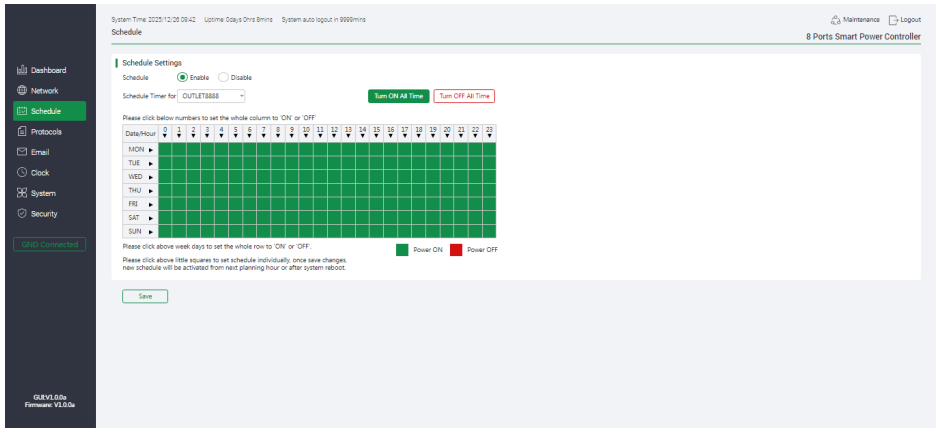 System Time: 2025/12/26 09:42 Uptime: 0days 0hrs 8mins System auto logout in 9999mins
Maintenance Logout
Schedule
8 Ports Smart Power Controller
Dashboard
Network
Schedule
Protocols
Email
Clock
System
Security
GND Connected
GUI:V1.0.0a
Firmware: V1.0.0a
Schedule Settings
Schedule Enable Disable
Schedule Timer for OUTLET8888 Turn ON All Time Turn OFF All Time
Please click below numbers to set the whole column to 'ON' or 'OFF'
Date/Hour 0 1 2 3 4 5 6 7 8 9 10 11 12 13 14 15 16 17 18 19 20 21 22 23
MON
TUE
WED
THU
FRI
SAT
SUN
Please click above week days to set the whole row to 'ON' or 'OFF'.
Power ON Power OFF
Please click above little squares to set schedule individually, once save changes,
new schedule will be activated from next planning hour or after system reboot.
Save